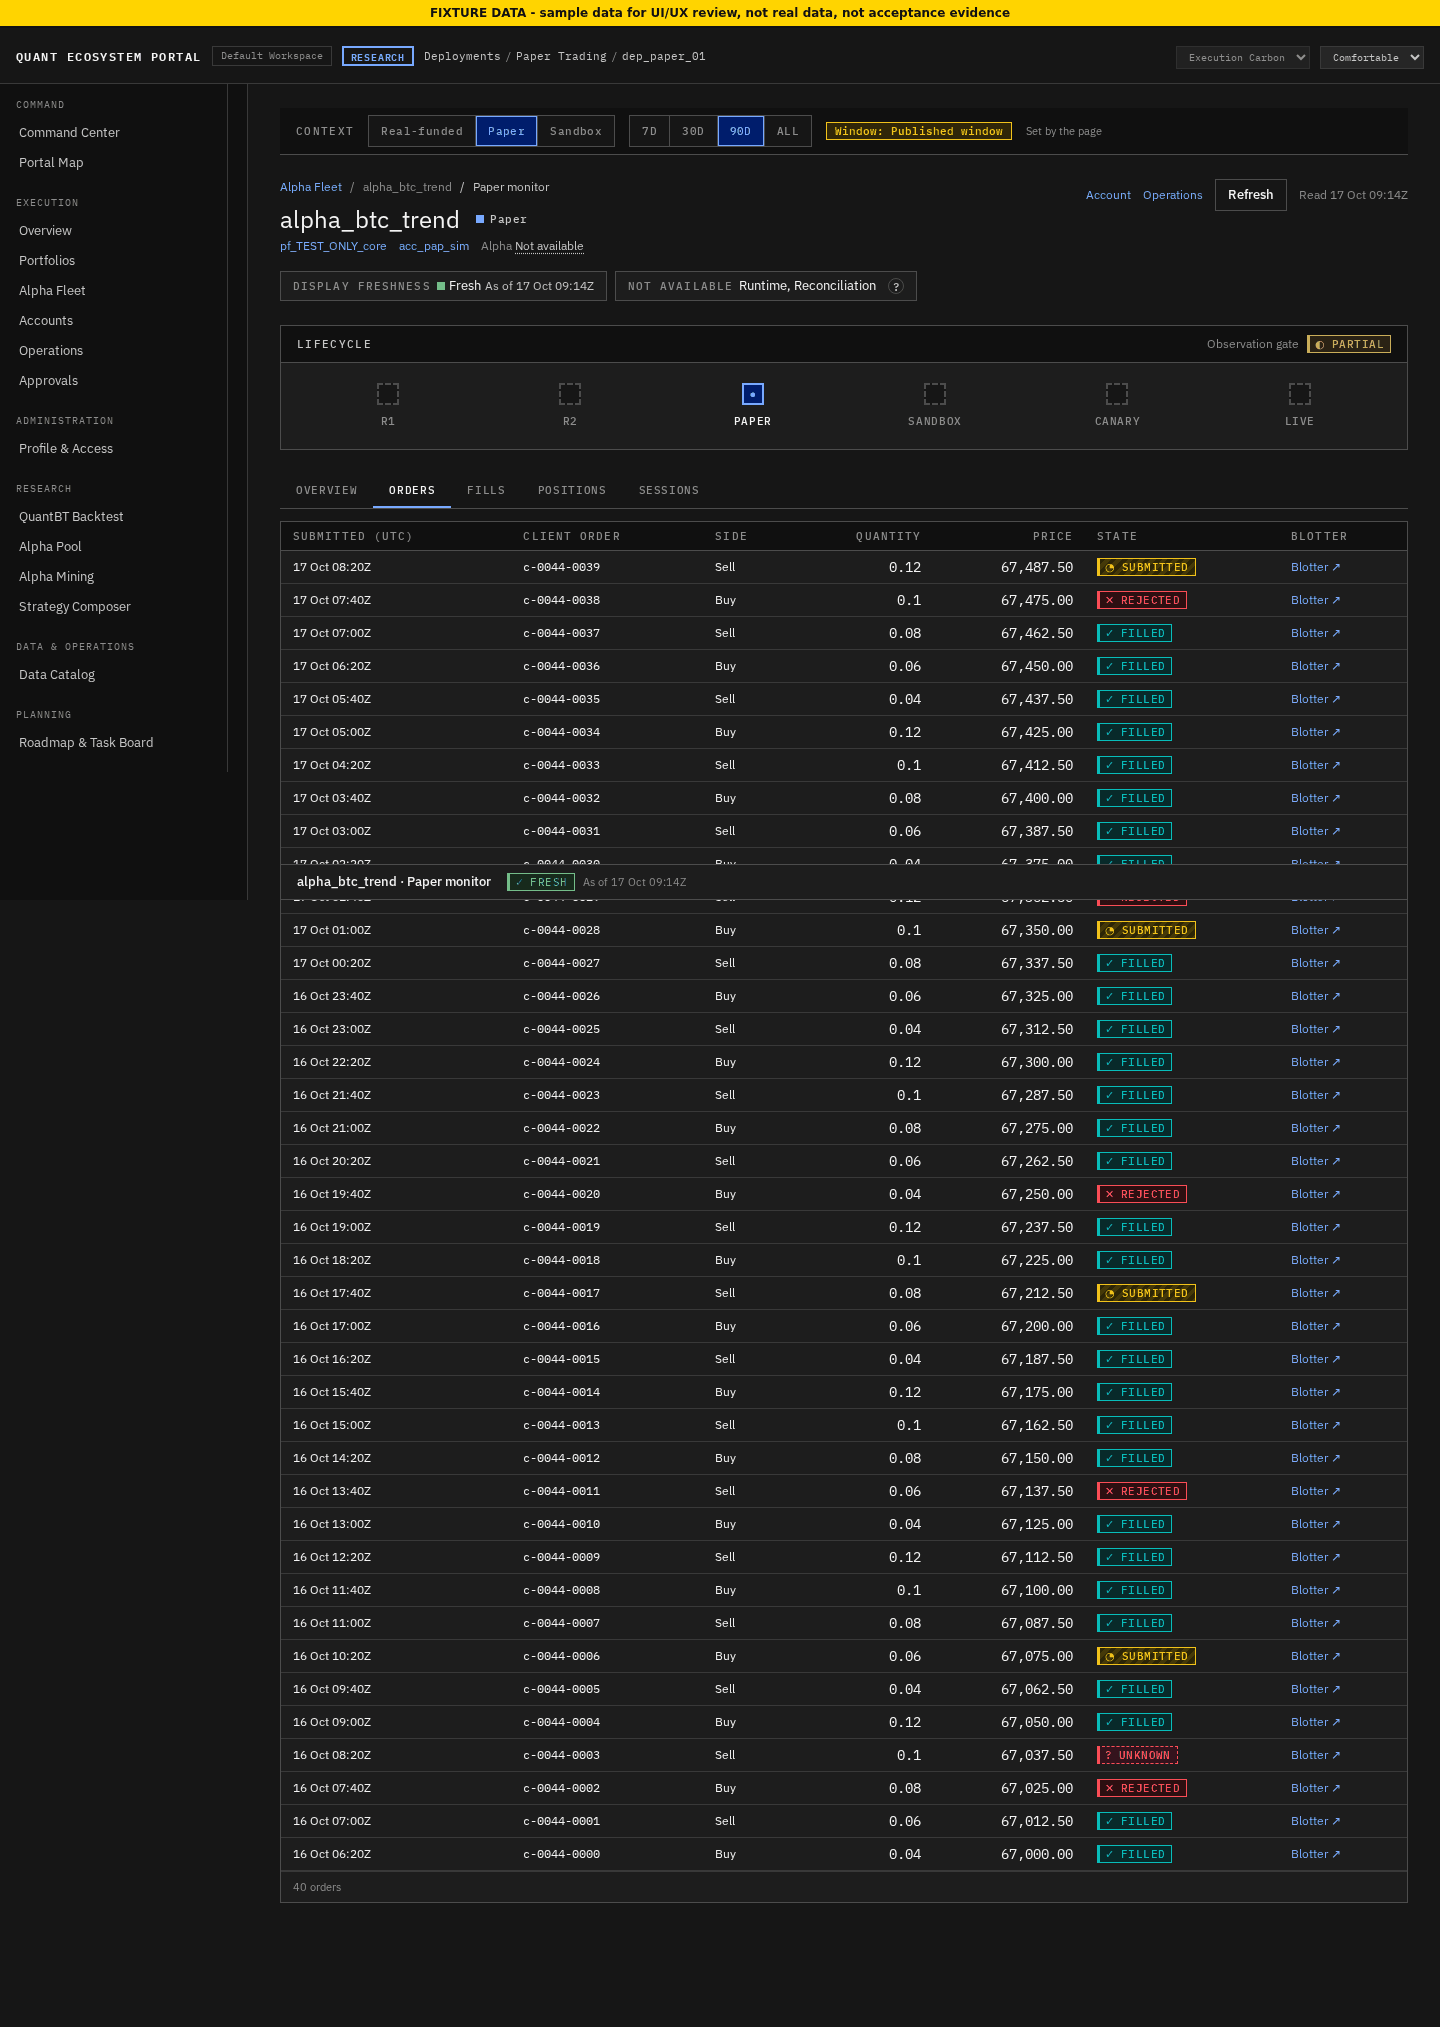 FIXTURE DATA - sample data for UI/UX review, not real data, not acceptance evidence
QUANT ECOSYSTEM PORTAL Default Workspace RESEARCH Deployments / Paper Trading / dep_paper_01 Execution Carbon Comfortable
COMMAND
Command Center
Portal Map
EXECUTION
Overview
Portfolios
Alpha Fleet
Accounts
Operations
Approvals
ADMINISTRATION
Profile & Access
RESEARCH
QuantBT Backtest
Alpha Pool
Alpha Mining
Strategy Composer
DATA & OPERATIONS
Data Catalog
PLANNING
Roadmap & Task Board
CONTEXT Real-funded Paper Sandbox 7D 30D 90D ALL Window: Published window Set by the page
Alpha Fleet / alpha_btc_trend / Paper monitor
Account Operations Refresh Read 17 Oct 09:14Z
alpha_btc_trend Paper
pf_TEST_ONLY_core acc_pap_sim Alpha Not available
DISPLAY FRESHNESS Fresh As of 17 Oct 09:14Z NOT AVAILABLE Runtime, Reconciliation ?
LIFECYCLE Observation gate PARTIAL
R1 R2 PAPER SANDBOX CANARY LIVE
OVERVIEW ORDERS FILLS POSITIONS SESSIONS
SUBMITTED (UTC) CLIENT ORDER SIDE QUANTITY PRICE STATE BLOTTER
17 Oct 08:20Z c-0044-0039 Sell 0.12 67,487.50 SUBMITTED Blotter ↗
17 Oct 07:40Z c-0044-0038 Buy 0.1 67,475.00 ✕ REJECTED Blotter ↗
17 Oct 07:00Z c-0044-0037 Sell 0.08 67,462.50 ✓ FILLED Blotter ↗
17 Oct 06:20Z c-0044-0036 Buy 0.06 67,450.00 ✓ FILLED Blotter ↗
17 Oct 05:40Z c-0044-0035 Sell 0.04 67,437.50 ✓ FILLED Blotter ↗
17 Oct 05:00Z c-0044-0034 Buy 0.12 67,425.00 ✓ FILLED Blotter ↗
17 Oct 04:20Z c-0044-0033 Sell 0.1 67,412.50 ✓ FILLED Blotter ↗
17 Oct 03:40Z c-0044-0032 Buy 0.08 67,400.00 ✓ FILLED Blotter ↗
17 Oct 03:00Z c-0044-0031 Sell 0.06 67,387.50 ✓ FILLED Blotter ↗
17 Oct 02:20Z c-0044-0030 Buy 0.04 67,375.00 ✓ FILLED Blotter ↗
alpha_btc_trend · Paper monitor ✓ FRESH As of 17 Oct 09:14Z
17 Oct 01:00Z c-0044-0028 Buy 0.1 67,350.00 SUBMITTED Blotter ↗
17 Oct 00:20Z c-0044-0027 Sell 0.08 67,337.50 ✓ FILLED Blotter ↗
16 Oct 23:40Z c-0044-0026 Buy 0.06 67,325.00 ✓ FILLED Blotter ↗
16 Oct 23:00Z c-0044-0025 Sell 0.04 67,312.50 ✓ FILLED Blotter ↗
16 Oct 22:20Z c-0044-0024 Buy 0.12 67,300.00 ✓ FILLED Blotter ↗
16 Oct 21:40Z c-0044-0023 Sell 0.1 67,287.50 ✓ FILLED Blotter ↗
16 Oct 21:00Z c-0044-0022 Buy 0.08 67,275.00 ✓ FILLED Blotter ↗
16 Oct 20:20Z c-0044-0021 Sell 0.06 67,262.50 ✓ FILLED Blotter ↗
16 Oct 19:40Z c-0044-0020 Buy 0.04 67,250.00 ✕ REJECTED Blotter ↗
16 Oct 19:00Z c-0044-0019 Sell 0.12 67,237.50 ✓ FILLED Blotter ↗
16 Oct 18:20Z c-0044-0018 Buy 0.1 67,225.00 ✓ FILLED Blotter ↗
16 Oct 17:40Z c-0044-0017 Sell 0.08 67,212.50 SUBMITTED Blotter ↗
16 Oct 17:00Z c-0044-0016 Buy 0.06 67,200.00 ✓ FILLED Blotter ↗
16 Oct 16:20Z c-0044-0015 Sell 0.04 67,187.50 ✓ FILLED Blotter ↗
16 Oct 15:40Z c-0044-0014 Buy 0.12 67,175.00 ✓ FILLED Blotter ↗
16 Oct 15:00Z c-0044-0013 Sell 0.1 67,162.50 ✓ FILLED Blotter ↗
16 Oct 14:20Z c-0044-0012 Buy 0.08 67,150.00 ✓ FILLED Blotter ↗
16 Oct 13:40Z c-0044-0011 Sell 0.06 67,137.50 ✕ REJECTED Blotter ↗
16 Oct 13:00Z c-0044-0010 Buy 0.04 67,125.00 ✓ FILLED Blotter ↗
16 Oct 12:20Z c-0044-0009 Sell 0.12 67,112.50 ✓ FILLED Blotter ↗
16 Oct 11:40Z c-0044-0008 Buy 0.1 67,100.00 ✓ FILLED Blotter ↗
16 Oct 11:00Z c-0044-0007 Sell 0.08 67,087.50 ✓ FILLED Blotter ↗
16 Oct 10:20Z c-0044-0006 Buy 0.06 67,075.00 SUBMITTED Blotter ↗
16 Oct 09:40Z c-0044-0005 Sell 0.04 67,062.50 ✓ FILLED Blotter ↗
16 Oct 09:00Z c-0044-0004 Buy 0.12 67,050.00 ✓ FILLED Blotter ↗
16 Oct 08:20Z c-0044-0003 Sell 0.1 67,037.50 ? UNKNOWN Blotter ↗
16 Oct 07:40Z c-0044-0002 Buy 0.08 67,025.00 ✕ REJECTED Blotter ↗
16 Oct 07:00Z c-0044-0001 Sell 0.06 67,012.50 ✓ FILLED Blotter ↗
16 Oct 06:20Z c-0044-0000 Buy 0.04 67,000.00 ✓ FILLED Blotter ↗
40 orders